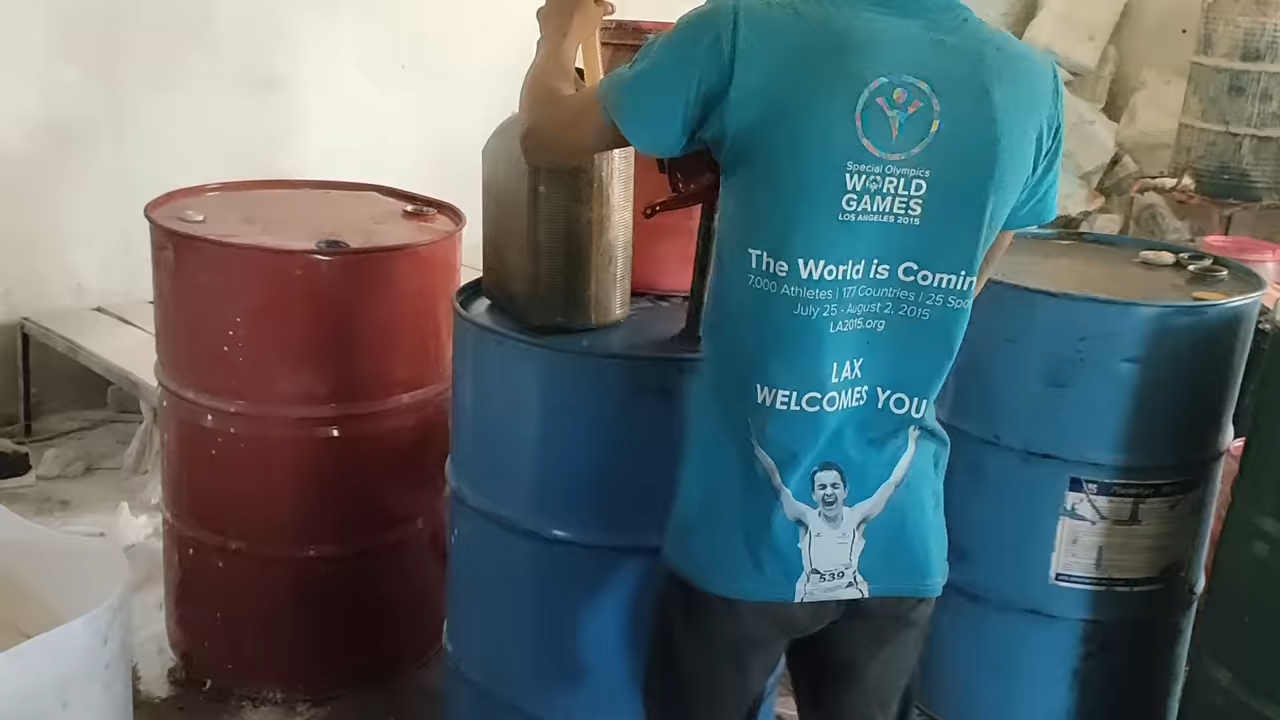 Special Olympics
WORLD
GAMES
LOS ANGELES 2015
The World is Comin
7,000 Athletes | 177 Countries | 25 Spo
July 25 - August 2, 2015
LA2015.org
LAX
WELCOMES YOU
539